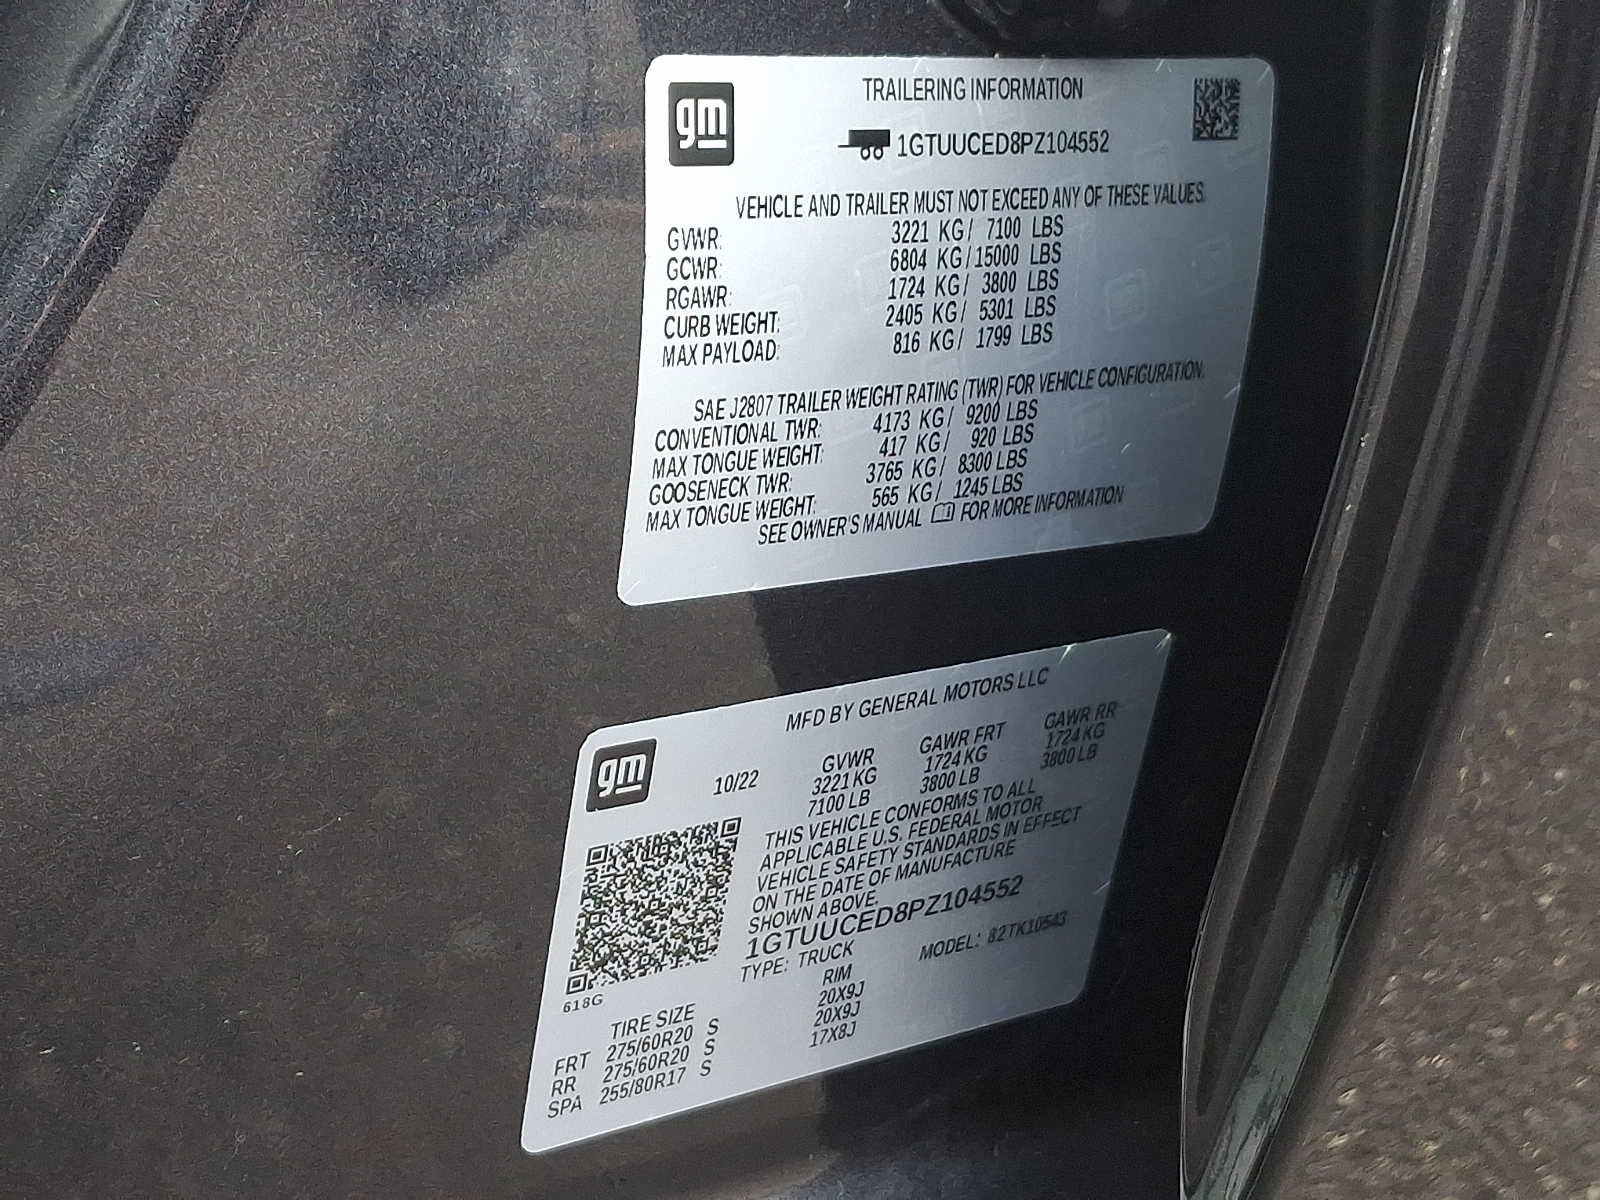 gm
TRAILERING INFORMATION
1GTUUCED8PZ104552
VEHICLE AND TRAILER MUST NOT EXCEED ANY OF THESE VALUES.
GVWR: 3221 KG/ 7100 LBS
GCWR: 6804 KG/15000 LBS
RGAWR: 1724 KG/ 3800 LBS
CURB WEIGHT: 2405 KG/ 5301 LBS
MAX PAYLOAD: 816 KG/ 1799 LBS
SAE J2807 TRAILER WEIGHT RATING (TWR) FOR VEHICLE CONFIGURATION.
CONVENTIONAL TWR: 4173 KG/ 9200 LBS
MAX TONGUE WEIGHT: 417 KG/ 920 LBS
GOOSENECK TWR: 3765 KG/ 8300 LBS
MAX TONGUE WEIGHT: 565 KG/ 1245 LBS
SEE OWNER'S MANUAL FOR MORE INFORMATION
gm
MFD BY GENERAL MOTORS LLC
10/22 GVWR GAWR FRT GAWR RR
3221 KG 1724 KG 1724 KG
7100 LB 3800 LB 3800 LB
THIS VEHICLE CONFORMS TO ALL
APPLICABLE U.S. FEDERAL MOTOR
VEHICLE SAFETY STANDARDS IN EFFECT
ON THE DATE OF MANUFACTURE
SHOWN ABOVE.
1GTUUCED8PZ104552
TYPE: TRUCK MODEL: 82TK10543
618G
TIRE SIZE RIM
FRT 275/60R20 S 20X9J
RR 275/60R20 S 20X9J
SPA 255/80R17 S 17X8J